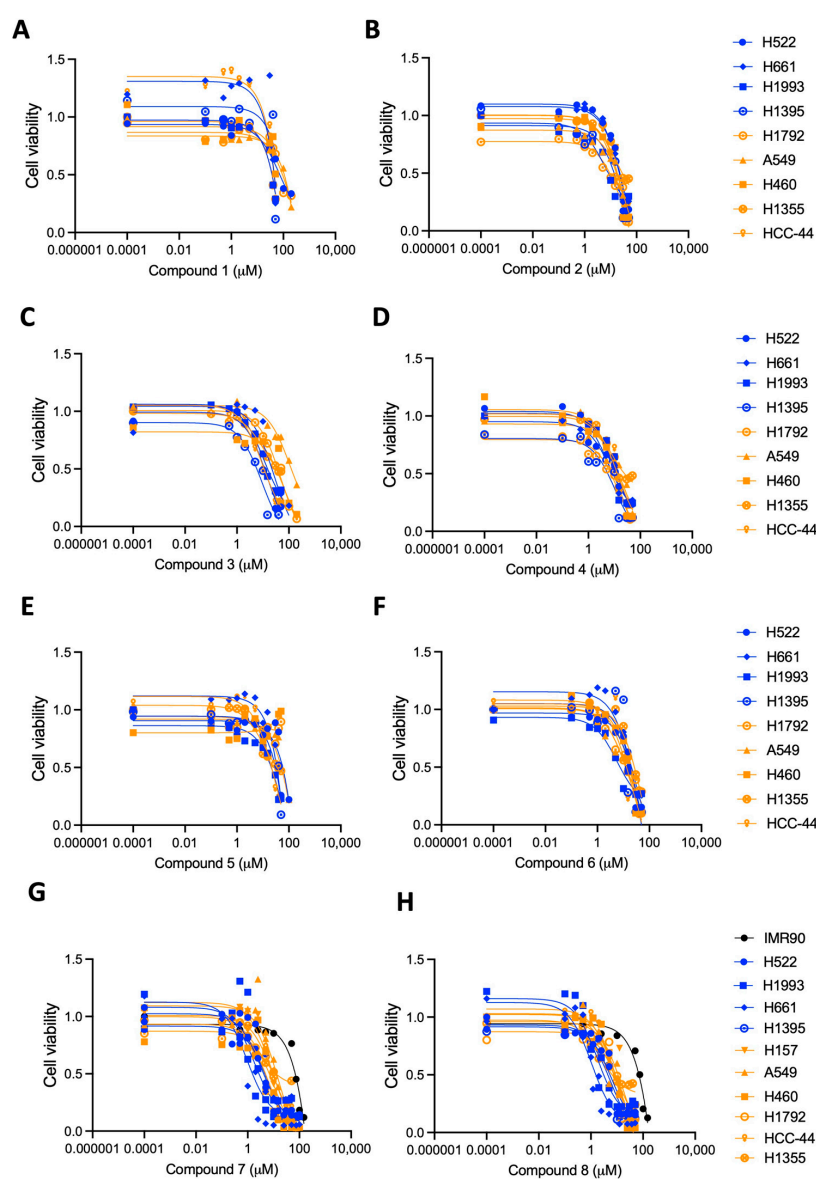 A
B
1.5
1.0
0.5
0.0
0.000001 0.0001 0.01 1 100 10,000
Cell viability
Compound 1 (μM)
1.5
1.0
0.5
0.0
0.000001 0.0001 0.01 1 100 10,000
Cell viability
Compound 2 (μM)
H522
H661
H1993
H1395
H1792
A549
H460
H1355
HCC-44
C
D
1.5
1.0
0.5
0.0
0.000001 0.0001 0.01 1 100 10,000
Cell viability
Compound 3 (μM)
1.5
1.0
0.5
0.0
0.000001 0.0001 0.01 1 100 10,000
Cell viability
Compound 4 (μM)
H522
H661
H1993
H1395
H1792
A549
H460
H1355
HCC-44
E
F
1.5
1.0
0.5
0.0
0.000001 0.0001 0.01 1 100 10,000
Cell viability
Compound 5 (μM)
1.5
1.0
0.5
0.0
0.000001 0.0001 0.01 1 100 10,000
Cell viability
Compound 6 (μM)
H522
H661
H1993
H1395
H1792
A549
H460
H1355
HCC-44
G
H
1.5
1.0
0.5
0.0
0.000001 0.0001 0.01 1 100 10,000
Cell viability
Compound 7 (μM)
1.5
1.0
0.5
0.0
0.000001 0.0001 0.01 1 100 10,000
Cell viability
Compound 8 (μM)
IMR90
H522
H1993
H661
H1395
H157
A549
H460
H1792
HCC-44
H1355